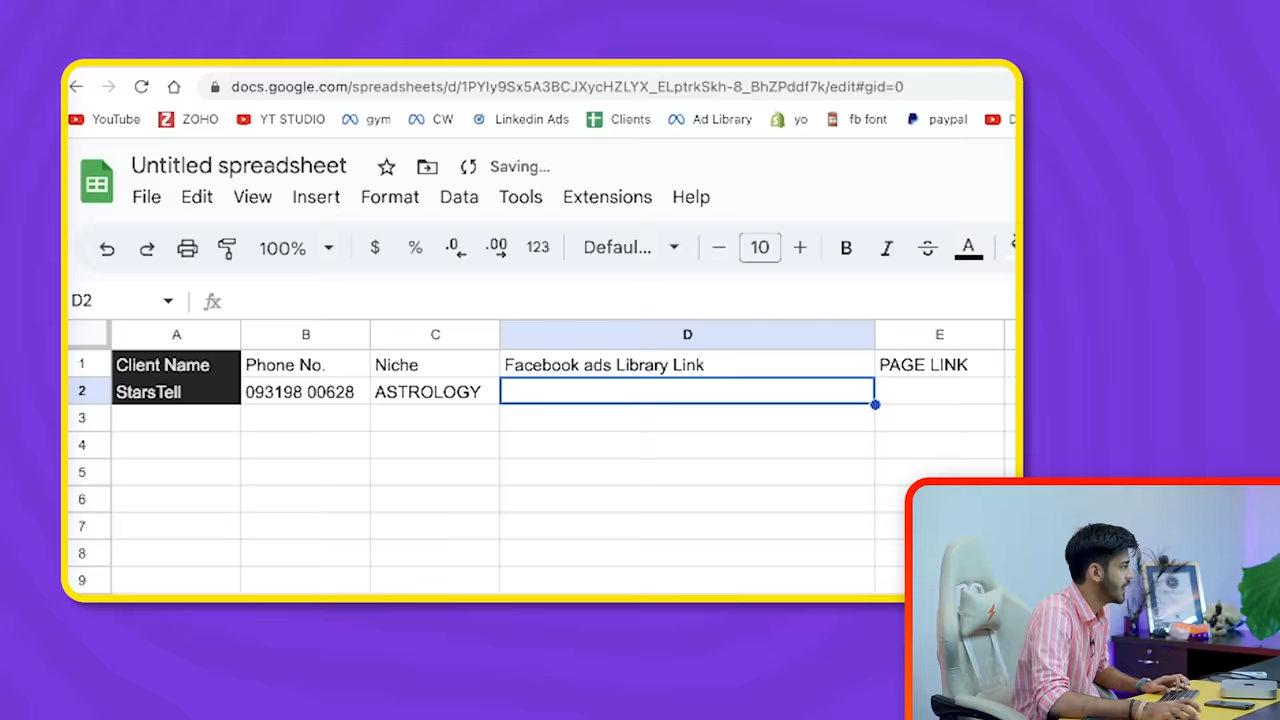 docs.google.com/spreadsheets/d/1PYIy9Sx5A3BCJXycHZLYX_ELptrkSkh-8_BhZPddf7k/edit#gid=0
YouTube ZOHO YT STUDIO gym CW Linkedin Ads Clients Ad Library yo fb font paypal
Untitled spreadsheet Saving...
File Edit View Insert Format Data Tools Extensions Help
100% $ % .0 .00 123 Defaul... 10 B I S A
D2 fx
A B C D E
1 Client Name Phone No. Niche Facebook ads Library Link PAGE LINK
2 StarsTell 093198 00628 ASTROLOGY
3
4
5
6
7
8
9